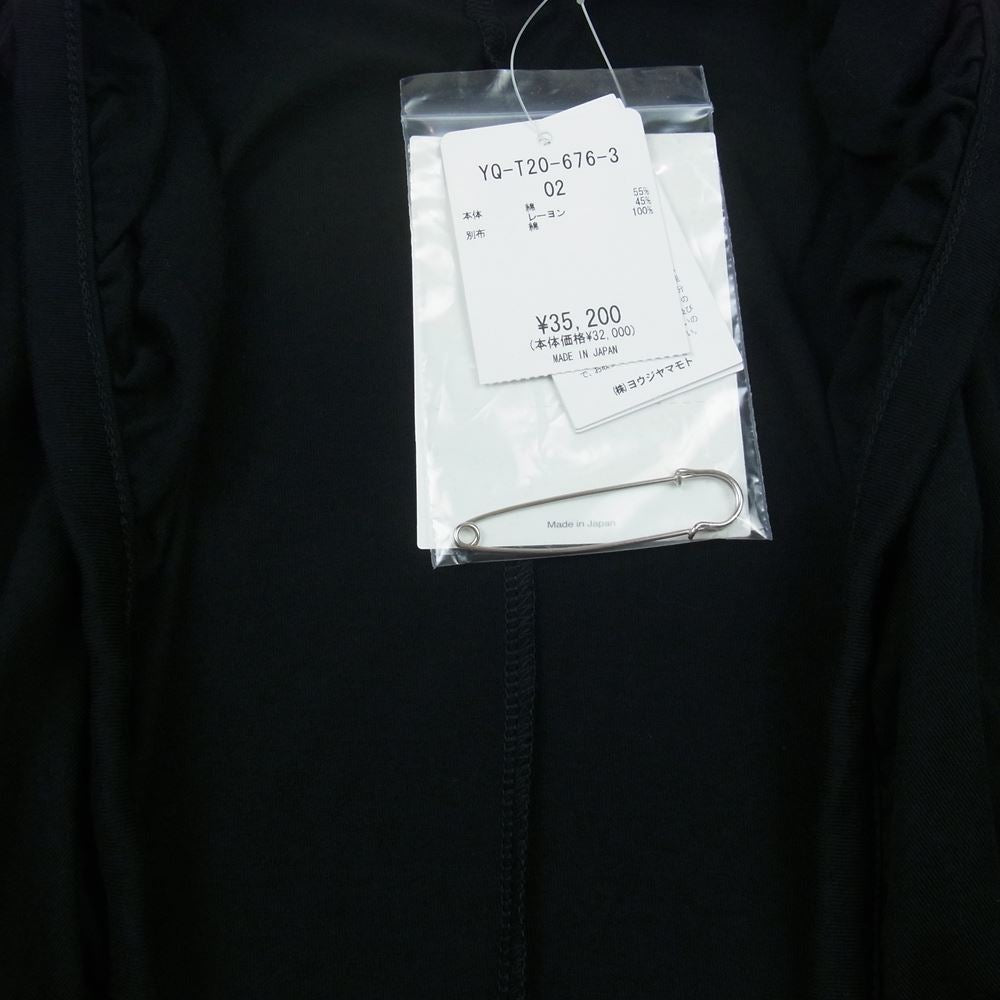 YQ-T20-676-3
02
本体 綿 55%
レーヨン 45%
別布 綿 100%
¥35,200
(本体価格¥32,000)
MADE IN JAPAN
の
い。
(株)ヨウジヤマモト
Made in Japan